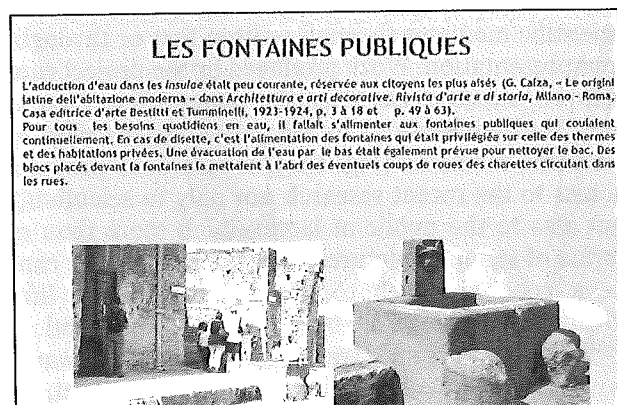 LES FONTAINES PUBLIQUES
L'adduction d'eau dans les insulae était peu courante, réservée aux citoyens les plus aisés (G. Calza, « Le origini
latine dell'abitazione moderna » dans Architettura e arti decorative. Rivista d'arte e di storia, Milano - Roma,
Casa editrice d'arte Bestitti et Tumminelli, 1923-1924, p. 3 à 18 et p. 49 à 63).
Pour tous les besoins quotidiens en eau, il fallait s'alimenter aux fontaines publiques qui coulaient
continuellement. En cas de disette, c'est l'alimentation des fontaines qui était privilégiée sur celle des thermes
et des habitations privées. Une évacuation de l'eau par le bas était également prévue pour nettoyer le bac. Des
blocs placés devant la fontaines la mettaient à l'abri des éventuels coups de roues des charettes circulant dans
les rues.